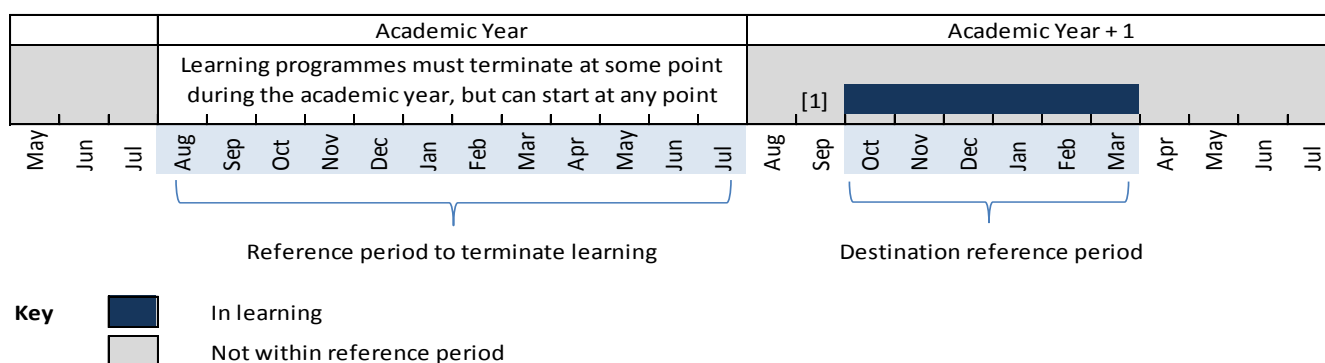 Academic Year
Academic Year + 1
Learning programmes must terminate at some point
during the academic year, but can start at any point
[1]
May Jun Jul Aug Sep Oct Nov Dec Jan Feb Mar Apr May Jun Jul Aug Sep Oct Nov Dec Jan Feb Mar Apr May Jun Jul
Reference period to terminate learning
Destination reference period
Key
In learning
Not within reference period